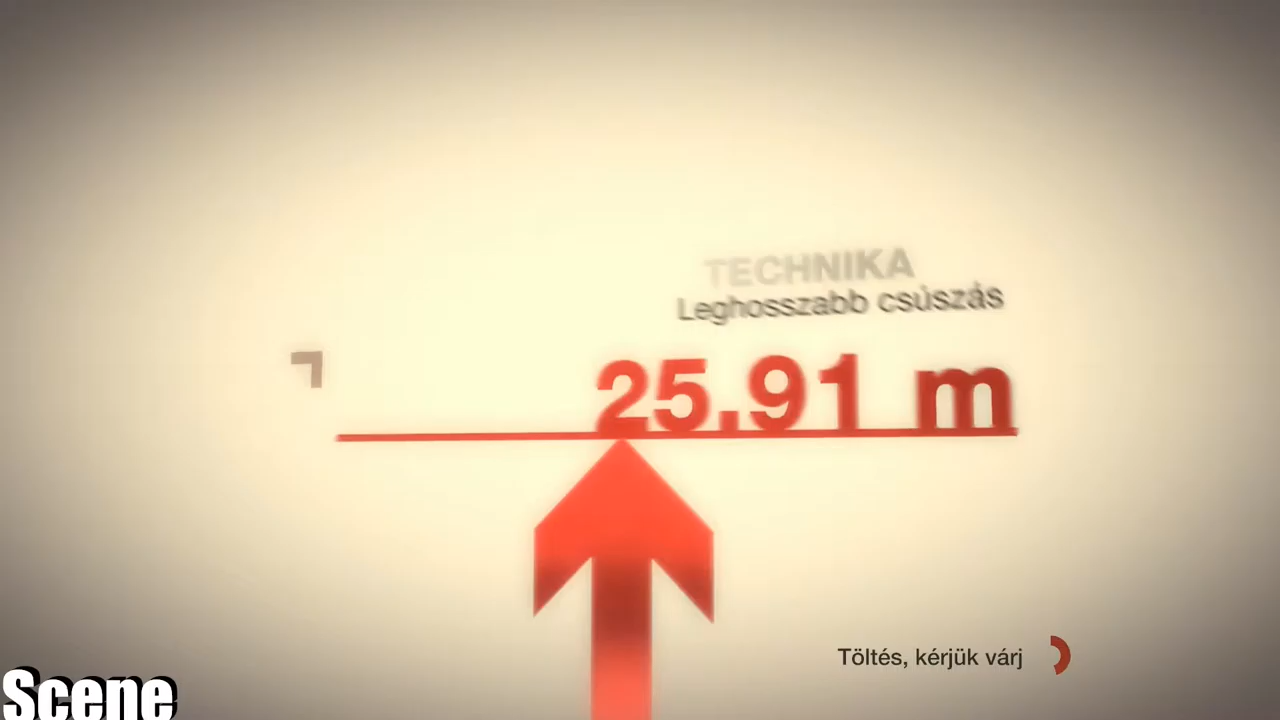 TECHNIKA
Leghosszabb csúszás
25.91 m
Töltés, kérjük várj
Scene